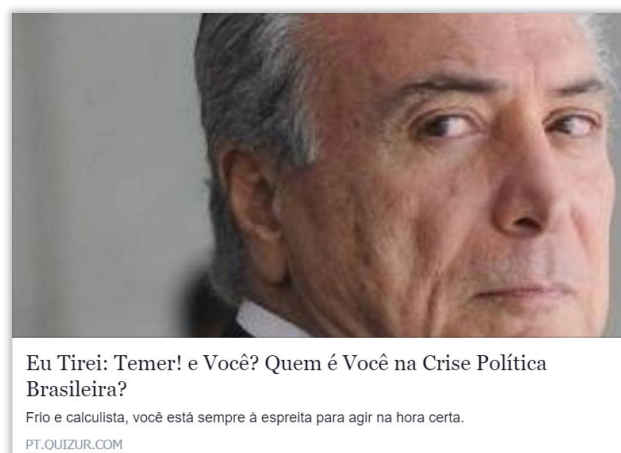 Eu Tirei: Temer! e Você? Quem é Você na Crise Política
Brasileira?
Frio e calculista, você está sempre à espreita para agir na hora certa.
PT.QUIZUR.COM